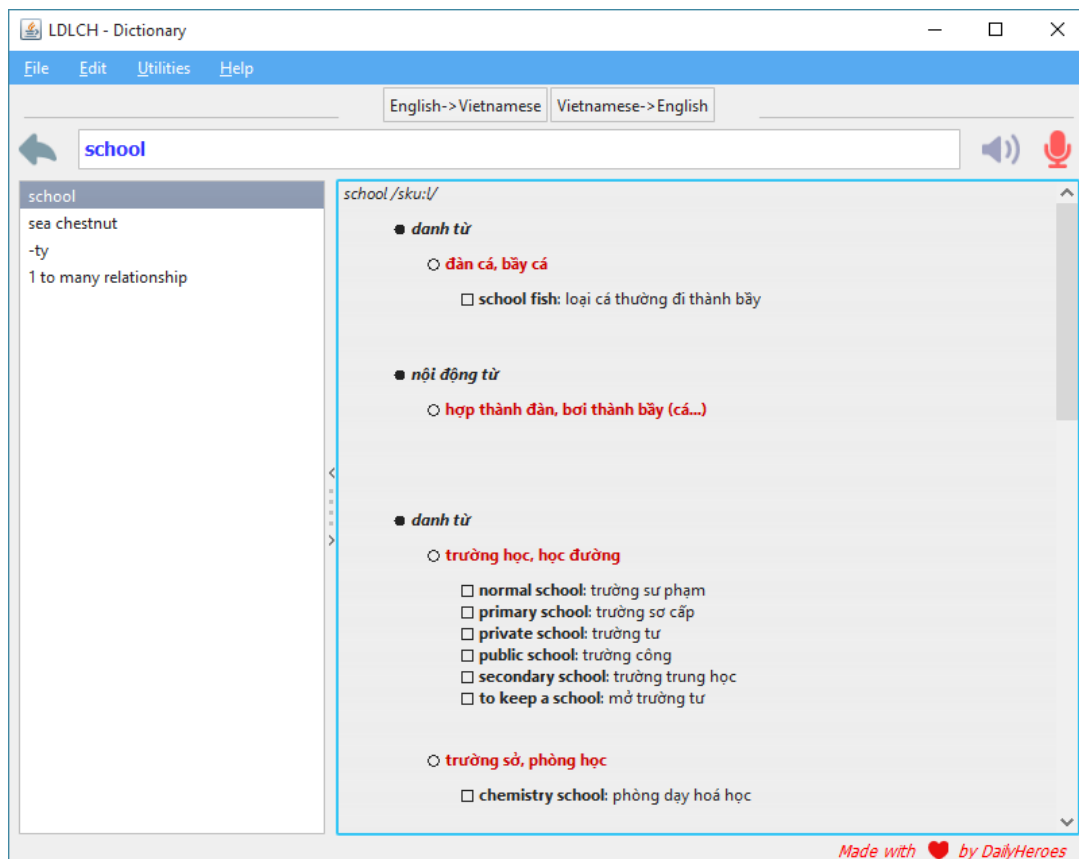 LDLCH - Dictionary
File Edit Utilities Help
English->Vietnamese Vietnamese->English
school
school
sea chestnut
-ty
1 to many relationship
school /sku:l/
danh từ
đàn cá, bầy cá
school fish: loại cá thường đi thành bầy
nội động từ
hợp thành đàn, bơi thành bầy (cá...)
danh từ
trường học, học đường
normal school: trường sư phạm
primary school: trường sơ cấp
private school: trường tư
public school: trường công
secondary school: trường trung học
to keep a school: mở trường tư
trường sở, phòng học
chemistry school: phòng dạy hoá học
Made with by DailyHeroes